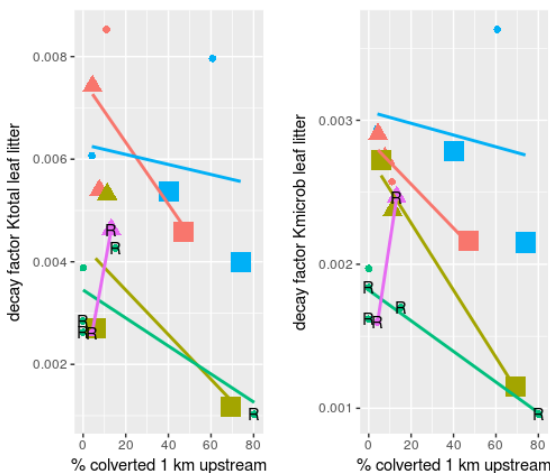 decay factor Ktotal leaf litter
0.008
0.006
0.004
0.002
R
R
R
R
R
R
0 20 40 60 80
% colverted 1 km upstream
decay factor Kmicrob leaf litter
0.003
0.002
0.001
R
R
R
R
R
R
0 20 40 60 80
% colverted 1 km upstream